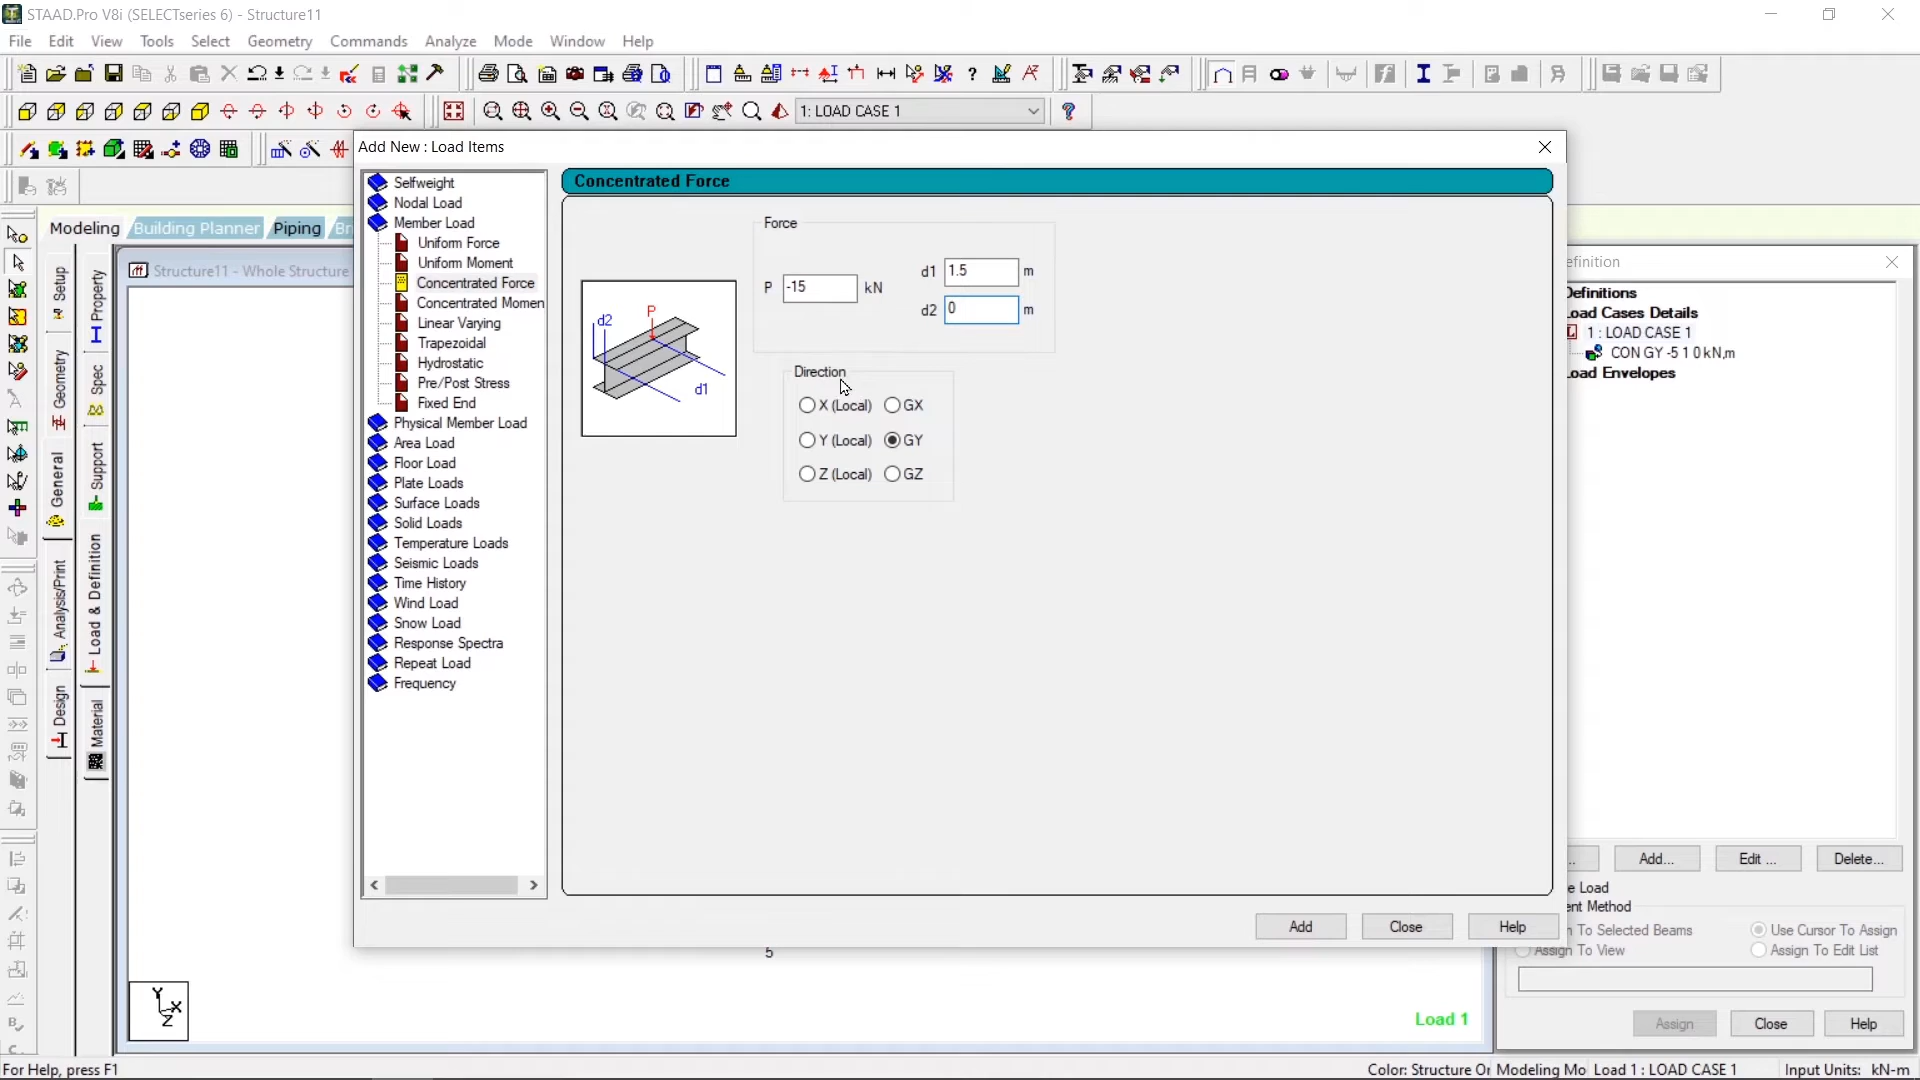 STAAD.Pro V8i (SELECTseries 6) - Structure11
File Edit View Tools Select Geometry Commands Analyze Mode Window Help
1: LOAD CASE 1
Add New : Load Items
Selfweight
Nodal Load
Member Load
Uniform Force
Uniform Moment
Concentrated Force
Concentrated Momen
Linear Varying
Trapezoidal
Hydrostatic
Pre/Post Stress
Fixed End
Physical Member Load
Area Load
Floor Load
Plate Loads
Surface Loads
Solid Loads
Temperature Loads
Seismic Loads
Time History
Wind Load
Snow Load
Response Spectra
Repeat Load
Frequency
Concentrated Force
Force
P -15 kN
d1 1.5 m
d2 0 m
d2
P
d1
Direction
X (Local) GX
Y (Local) GY
Z (Local) GZ
Add Close Help
Modeling Building Planner Piping Br
Structure11 - Whole Structure
Setup
Geometry
General
Analysis/Print
Design
Property
Spec
Support
Load & Definition
Material
efinition
Definitions
oad Cases Details
1 : LOAD CASE 1
CON GY -5 1 0 kN,m
oad Envelopes
... Add... Edit ... Delete...
e Load
ent Method
To Selected Beams Use Cursor To Assign
Assign To View Assign To Edit List
Assign Close Help
5
Y
X
Z
Load 1
For Help, press F1
Color: Structure Or Modeling Mo Load 1 : LOAD CASE 1 Input Units: kN-m